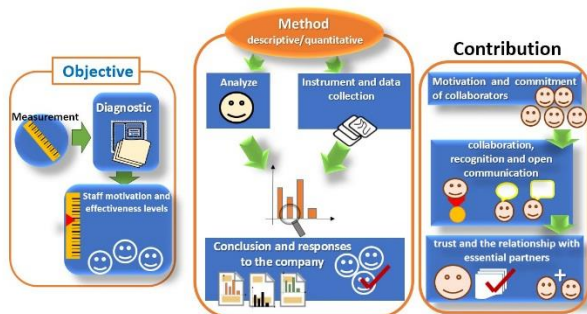 Objective
Measurement
Diagnostic
Staff motivation and
effectiveness levels
Method
descriptive/quantitative
Analyze
Instrument and data
collection
Conclusion and responses
to the company
Contribution
Motivation and commitment
of collaborators
collaboration,
recognition and open
communication
trust and the relationship with
essential partners